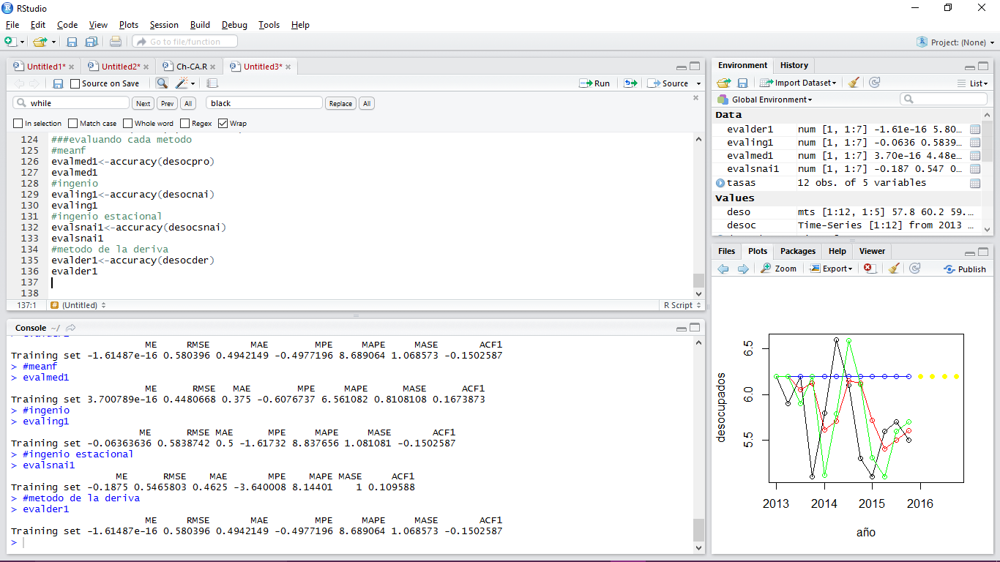 RStudio
File Edit Code View Plots Session Build Debug Tools Help
Go to file/function
Project: (None)
Untitled1* Untitled2* Ch-CA.R Untitled3*
Source on Save Run Source
while Next Prev All black Replace All
In selection Match case Whole word Regex Wrap
124 ###evaluando cada metodo
125 #meanf
126 evalmed1<-accuracy(desocpro)
127 evalmed1
128 #ingenio
129 evaling1<-accuracy(desocnai)
130 evaling1
131 #ingenio estacional
132 evalsnai1<-accuracy(desocsnai)
133 evalsnai1
134 #metodo de la deriva
135 evalder1<-accuracy(desocder)
136 evalder1
137
138
137:1 # (Untitled) R Script
Console ~/
ME RMSE MAE MPE MAPE MASE ACF1
Training set -1.61487e-16 0.580396 0.4942149 -0.4977196 8.689064 1.068573 -0.1502587
> #meanf
> evalmed1
ME RMSE MAE MPE MAPE MASE ACF1
Training set 3.700789e-16 0.4480668 0.375 -0.6076737 6.561082 0.8108108 0.1673873
> #ingenio
> evaling1
ME RMSE MAE MPE MAPE MASE ACF1
Training set -0.06363636 0.5838742 0.5 -1.61732 8.837656 1.081081 -0.1502587
> #ingenio estacional
> evalsnai1
ME RMSE MAE MPE MAPE MASE ACF1
Training set -0.1875 0.5465803 0.4625 -3.640008 8.14401 1 0.109588
> #metodo de la deriva
> evalder1
ME RMSE MAE MPE MAPE MASE ACF1
Training set -1.61487e-16 0.580396 0.4942149 -0.4977196 8.689064 1.068573 -0.1502587
>
Environment History
Import Dataset List
Global Environment
Data
evalder1 num [1, 1:7] -1.61e-16 5.80...
evaling1 num [1, 1:7] -0.0636 0.5839...
evalmed1 num [1, 1:7] 3.70e-16 4.48e...
evalsnai1 num [1, 1:7] -0.187 0.547 0...
tasas 12 obs. of 5 variables
Values
deso mts [1:12, 1:5] 57.8 60.2 59....
desoc Time-Series [1:12] from 2013 ...
Files Plots Packages Help Viewer
Zoom Export Publish
desocupados
6.5
6.0
5.5
2013 2014 2015 2016
año